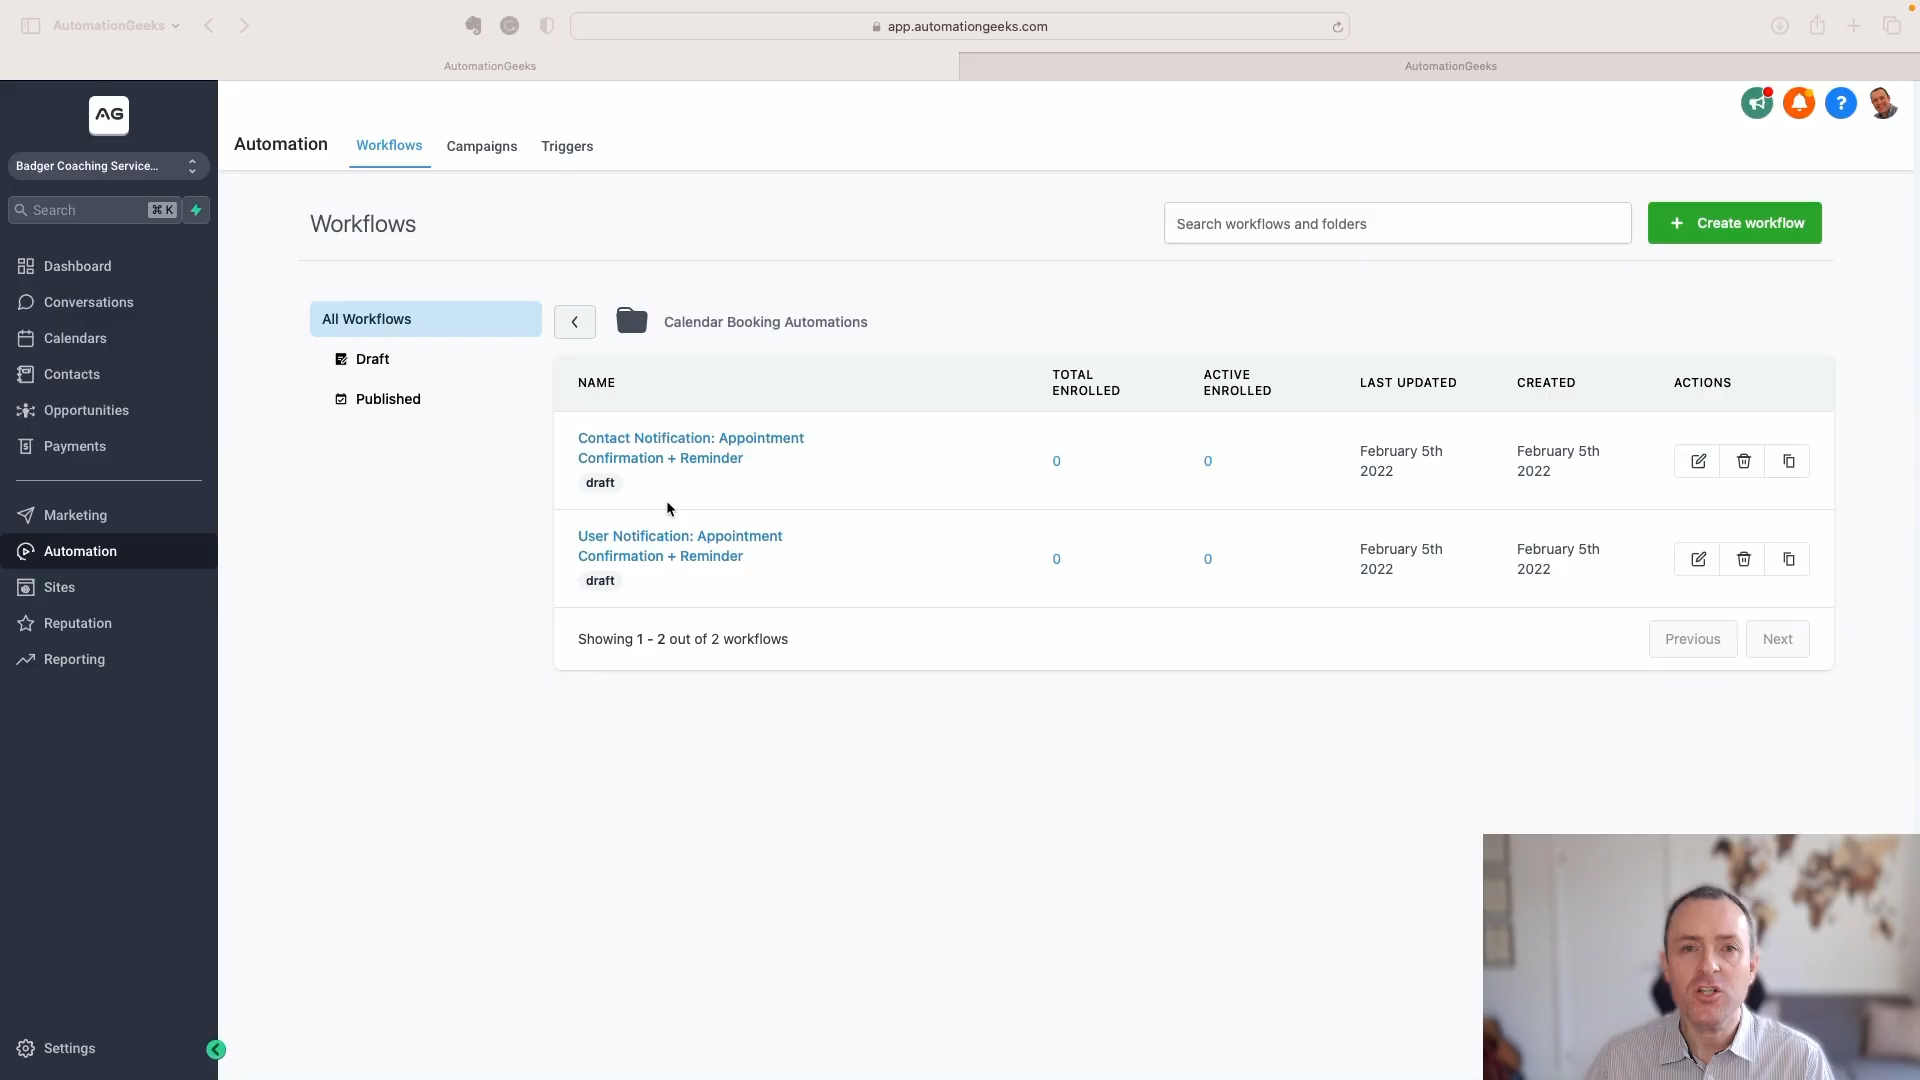 AutomationGeeks
app.automationgeeks.com
AutomationGeeks
AutomationGeeks
AG
Badger Coaching Service...
Search
⌘ K
Dashboard
Conversations
Calendars
Contacts
Opportunities
Payments
Marketing
Automation
Sites
Reputation
Reporting
Settings
Automation
Workflows
Campaigns
Triggers
?
Workflows
Search workflows and folders
+ Create workflow
All Workflows
Draft
Published
Calendar Booking Automations
NAME
TOTAL
ENROLLED
ACTIVE
ENROLLED
LAST UPDATED
CREATED
ACTIONS
Contact Notification: Appointment
Confirmation + Reminder
draft
0
0
February 5th
2022
February 5th
2022
User Notification: Appointment
Confirmation + Reminder
draft
0
0
February 5th
2022
February 5th
2022
Showing 1 - 2 out of 2 workflows
Previous
Next